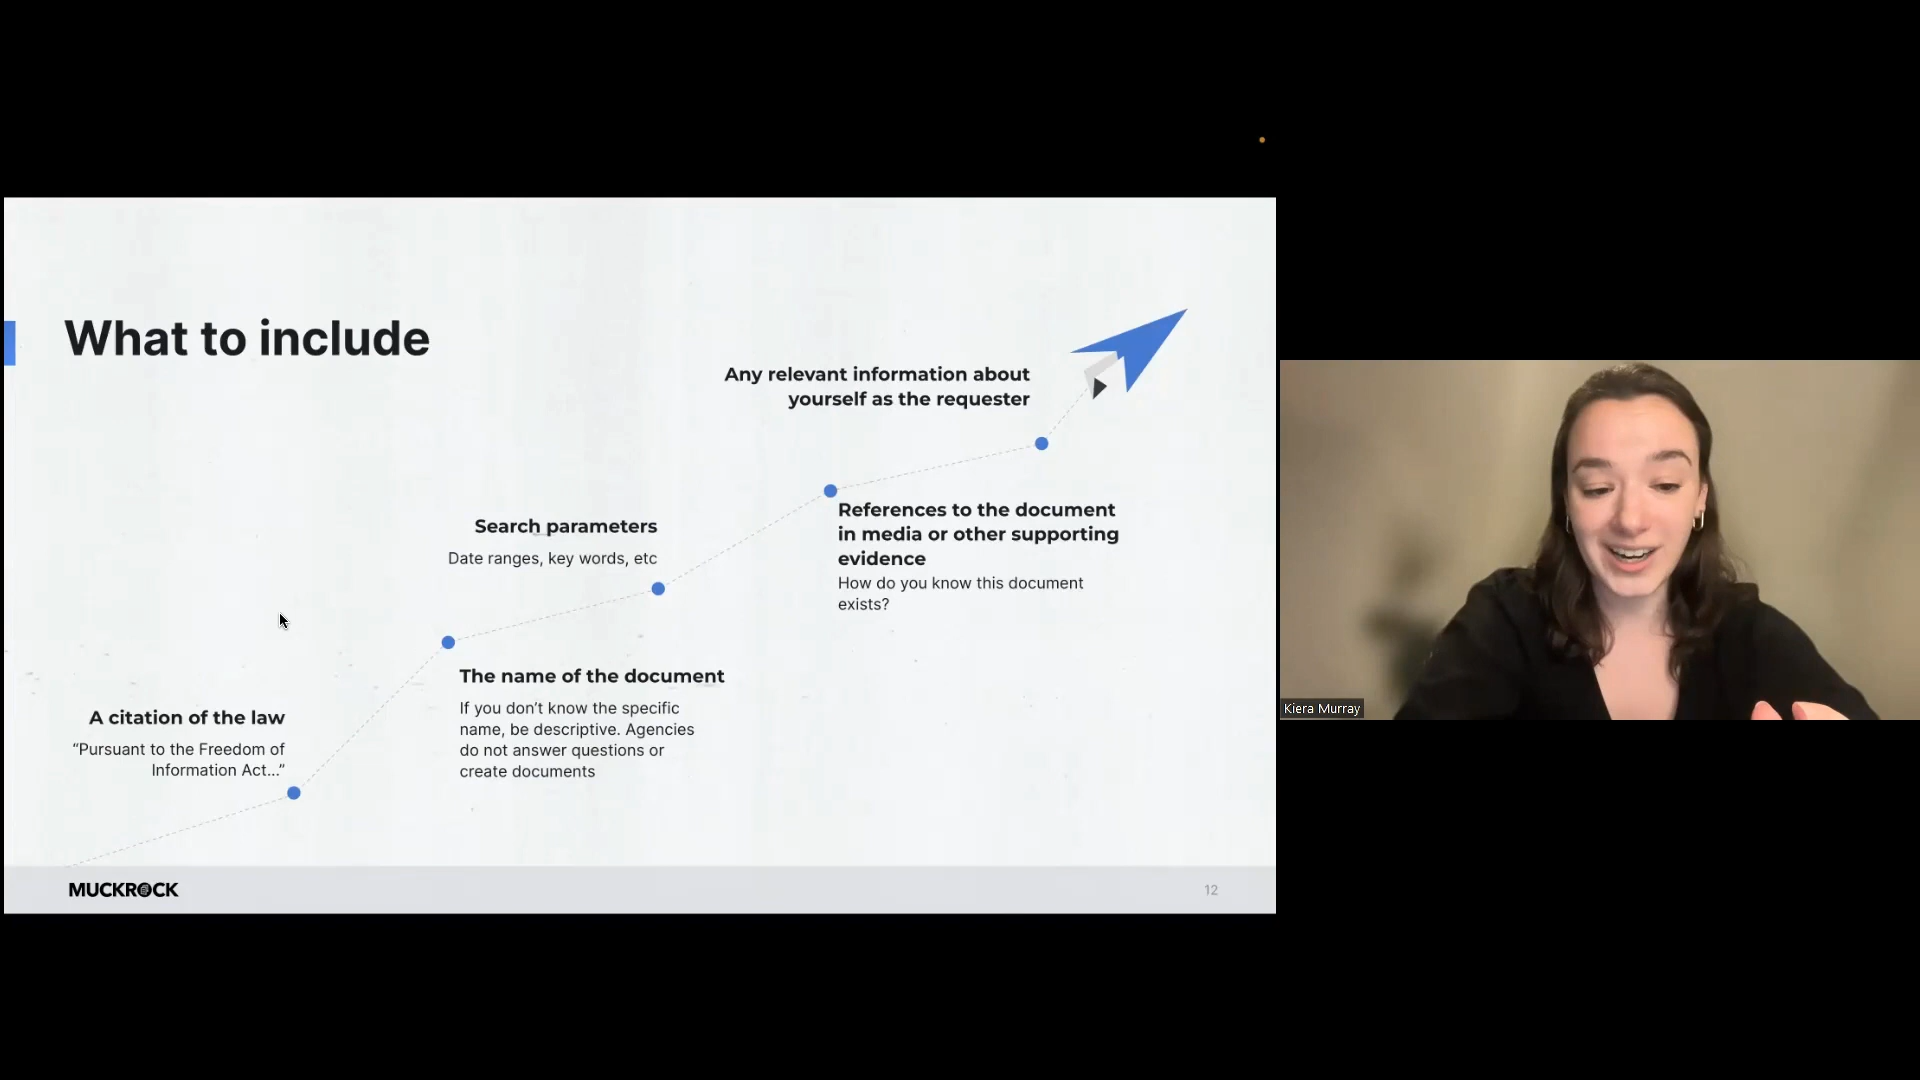 What to include
Any relevant information about
yourself as the requester
References to the document
in media or other supporting
evidence
How do you know this document
exists?
Search parameters
Date ranges, key words, etc
The name of the document
If you don’t know the specific
name, be descriptive. Agencies
do not answer questions or
create documents
A citation of the law
“Pursuant to the Freedom of
Information Act...”
MUCKROCK
12
Kiera Murray